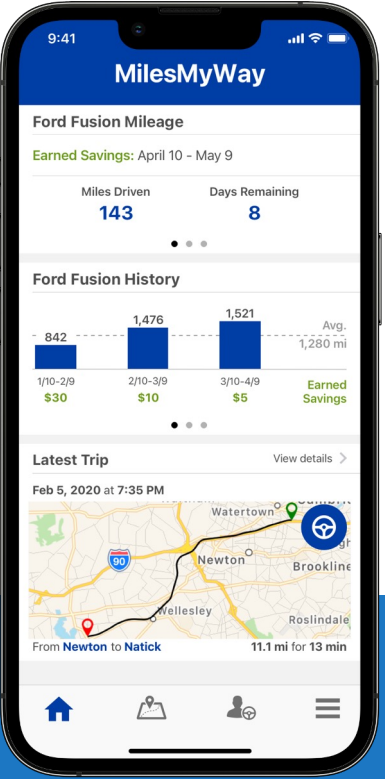 9:41
MilesMyWay
Ford Fusion Mileage
Earned Savings: April 10 - May 9
Miles Driven Days Remaining
143 8
Ford Fusion History
842 1,476 1,521 Avg.
1,280 mi
1/10-2/9 2/10-3/9 3/10-4/9 Earned
$30 $10 $5 Savings
Latest Trip View details
Feb 5, 2020 at 7:35 PM
Watertown
90
Newton
Brookline
Wellesley
Roslindale
From Newton to Natick 11.1 mi for 13 min